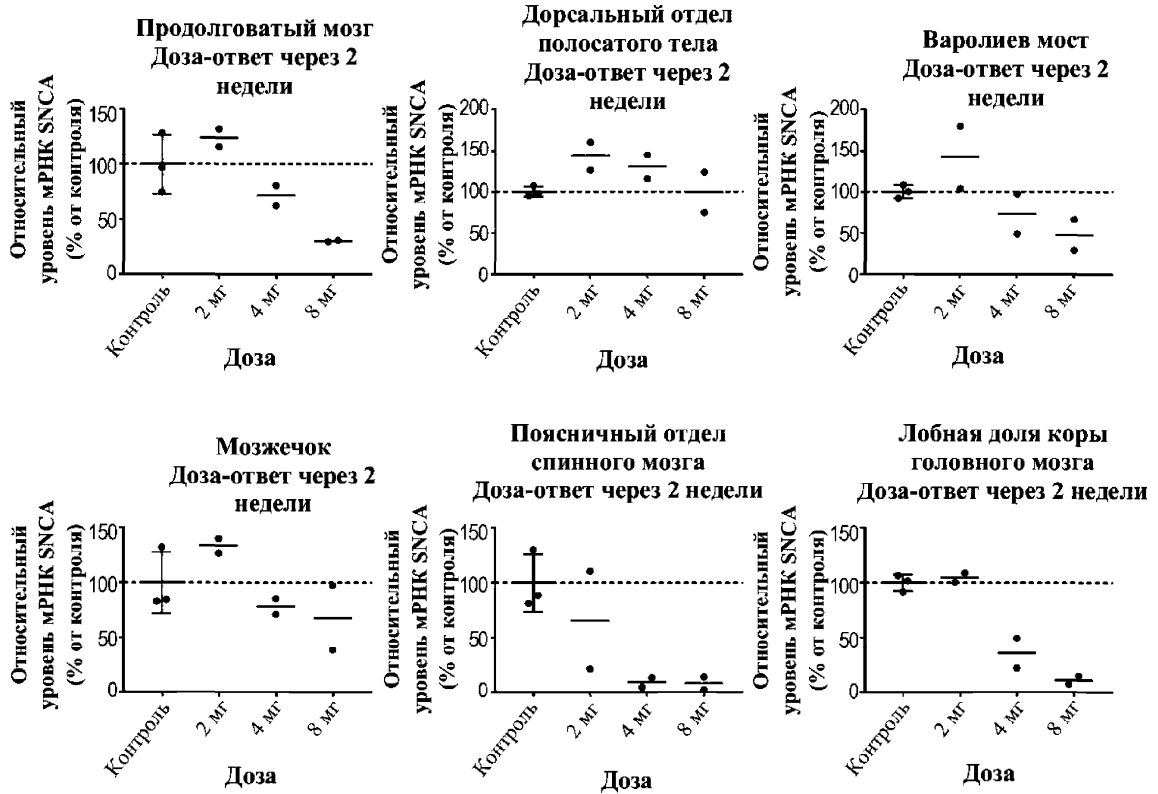 Продолговатый мозг
Доза-ответ через 2
недели
Относительный
уровень мРНК SNCA
(% от контроля)
150
100
50
0
Контроль
2 мг
4 мг
8 мг
Доза
Дорсальный отдел
полосатого тела
Доза-ответ через 2
недели
Относительный
уровень мРНК SNCA
(% от контроля)
200
150
100
50
0
Контроль
2 мг
4 мг
8 мг
Доза
Варолиев мост
Доза-ответ через 2
недели
Относительный
уровень мРНК SNCA
(% от контроля)
200
150
100
50
0
Контроль
2 мг
4 мг
8 мг
Доза
Мозжечок
Доза-ответ через 2
недели
Относительный
уровень мРНК SNCA
(% от контроля)
150
100
50
0
Контроль
2 мг
4 мг
8 мг
Доза
Поясничный отдел
спинного мозга
Доза-ответ через 2 недели
Относительный
уровень мРНК SNCA
(% от контроля)
150
100
50
0
Контроль
2 мг
4 мг
8 мг
Доза
Лобная доля коры
головного мозга
Доза-ответ через 2 недели
Относительный
уровень мРНК SNCA
(% от контроля)
150
100
50
0
Контроль
2 мг
4 мг
8 мг
Доза